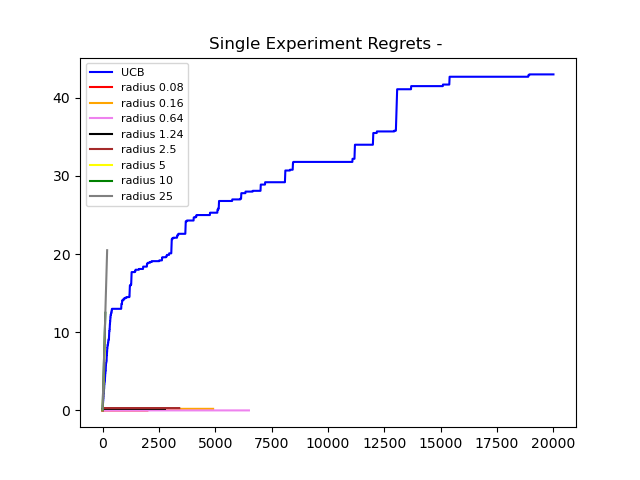 Single Experiment Regrets -
UCB
radius 0.08
radius 0.16
radius 0.64
radius 1.24
radius 2.5
radius 5
radius 10
radius 25
40
30
20
10
0
0 2500 5000 7500 10000 12500 15000 17500 20000